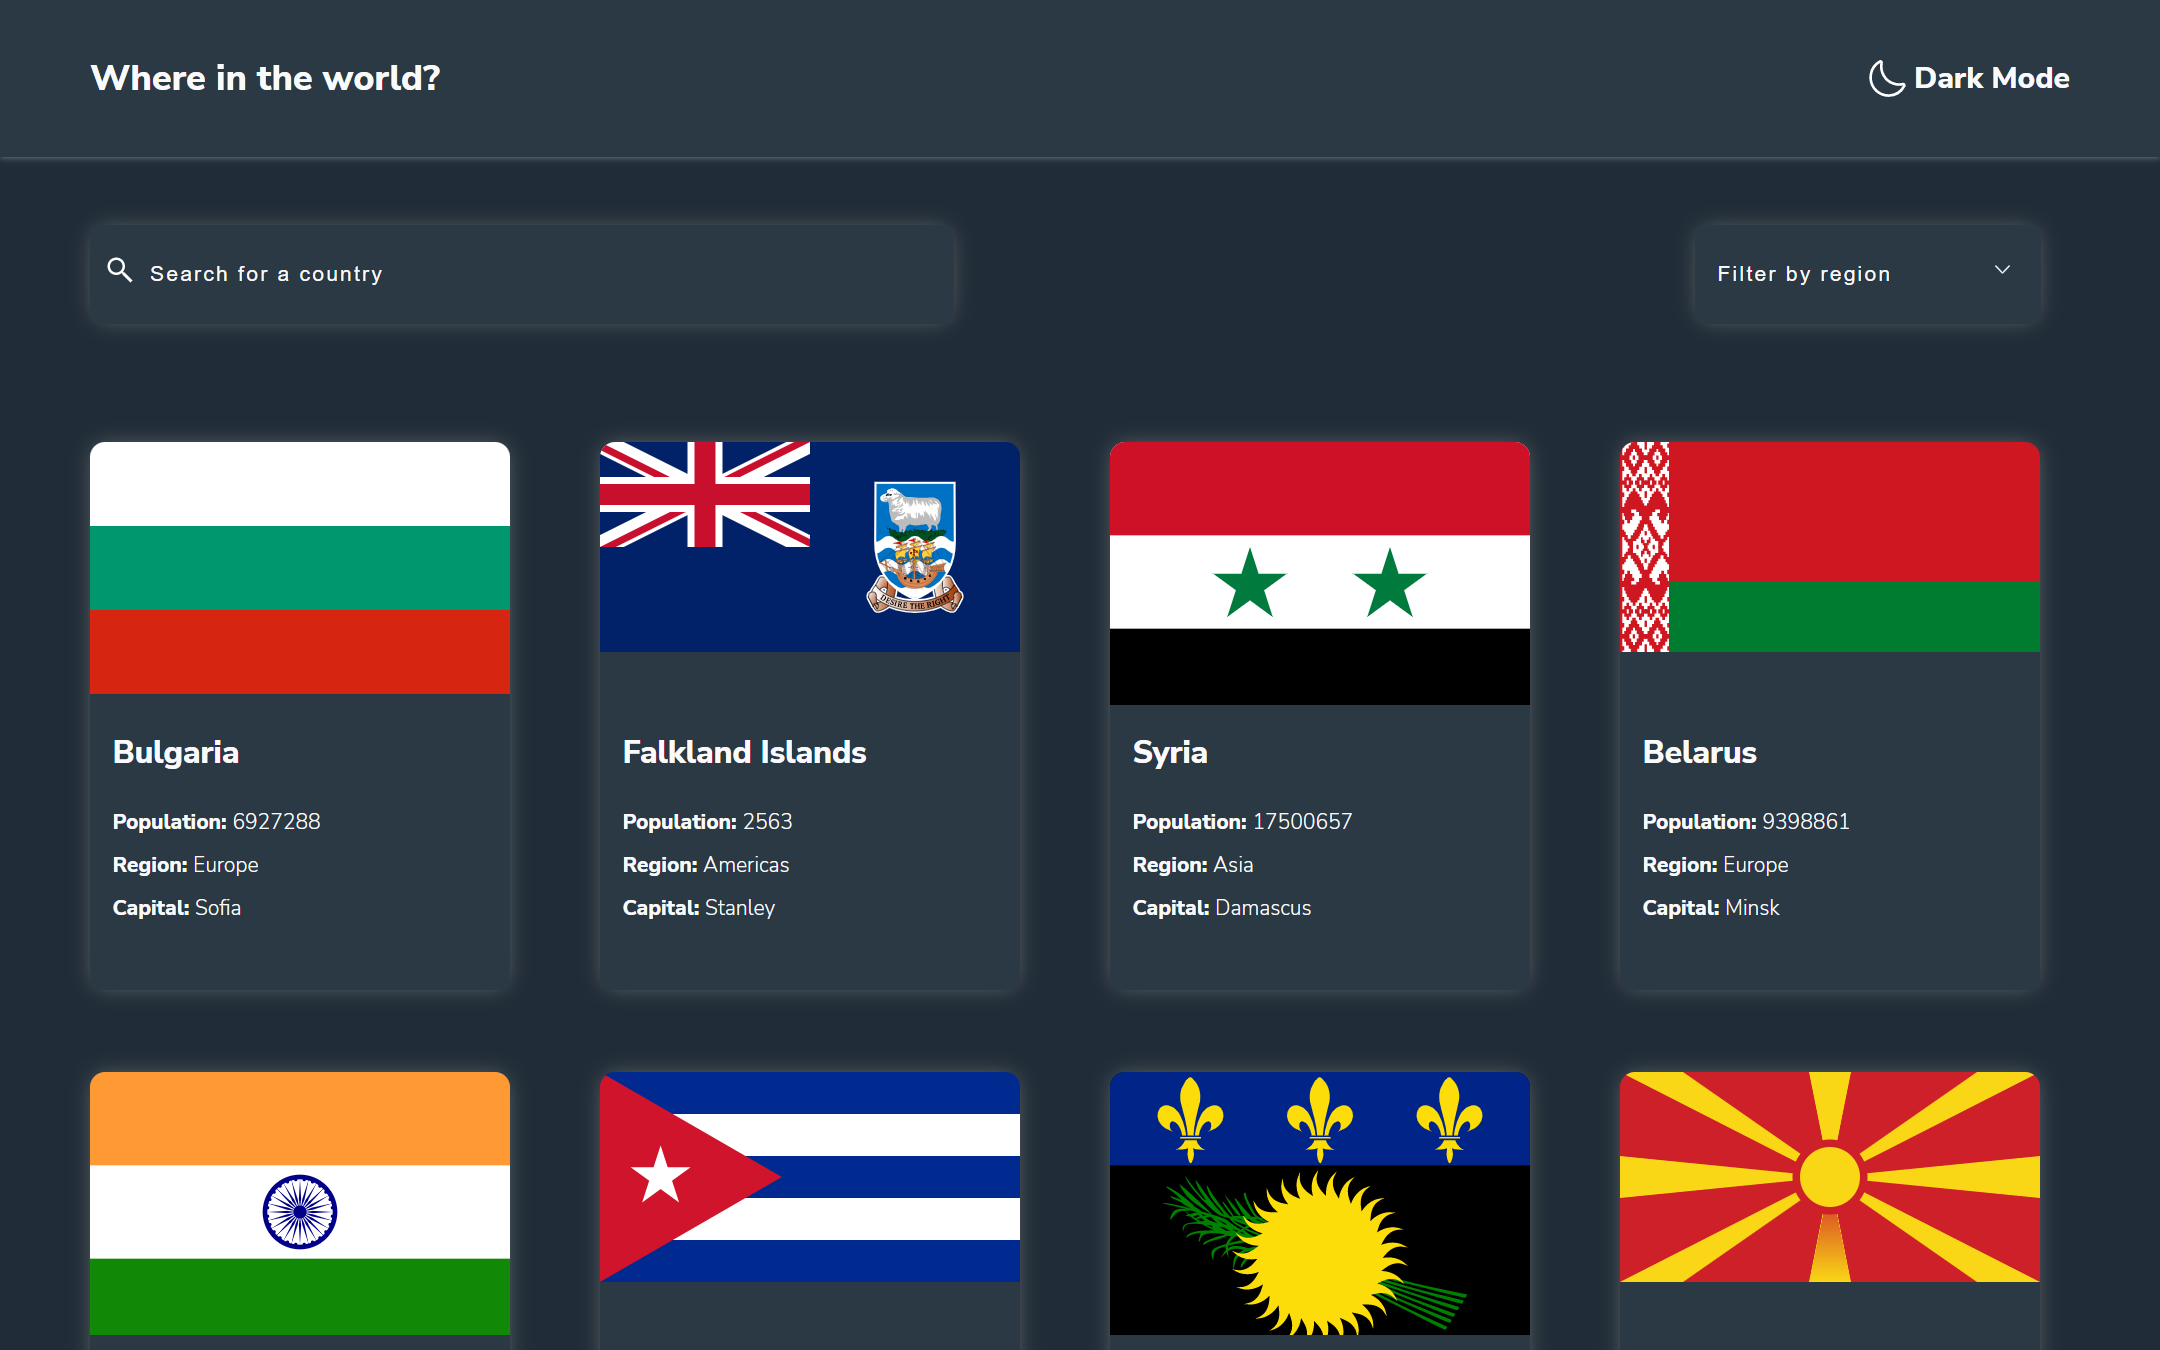 Where in the world?
Dark Mode
Search for a country
Filter by region
DESIRE THE RIGHT
Bulgaria
Population: 6927288
Region: Europe
Capital: Sofia
Falkland Islands
Population: 2563
Region: Americas
Capital: Stanley
Syria
Population: 17500657
Region: Asia
Capital: Damascus
Belarus
Population: 9398861
Region: Europe
Capital: Minsk